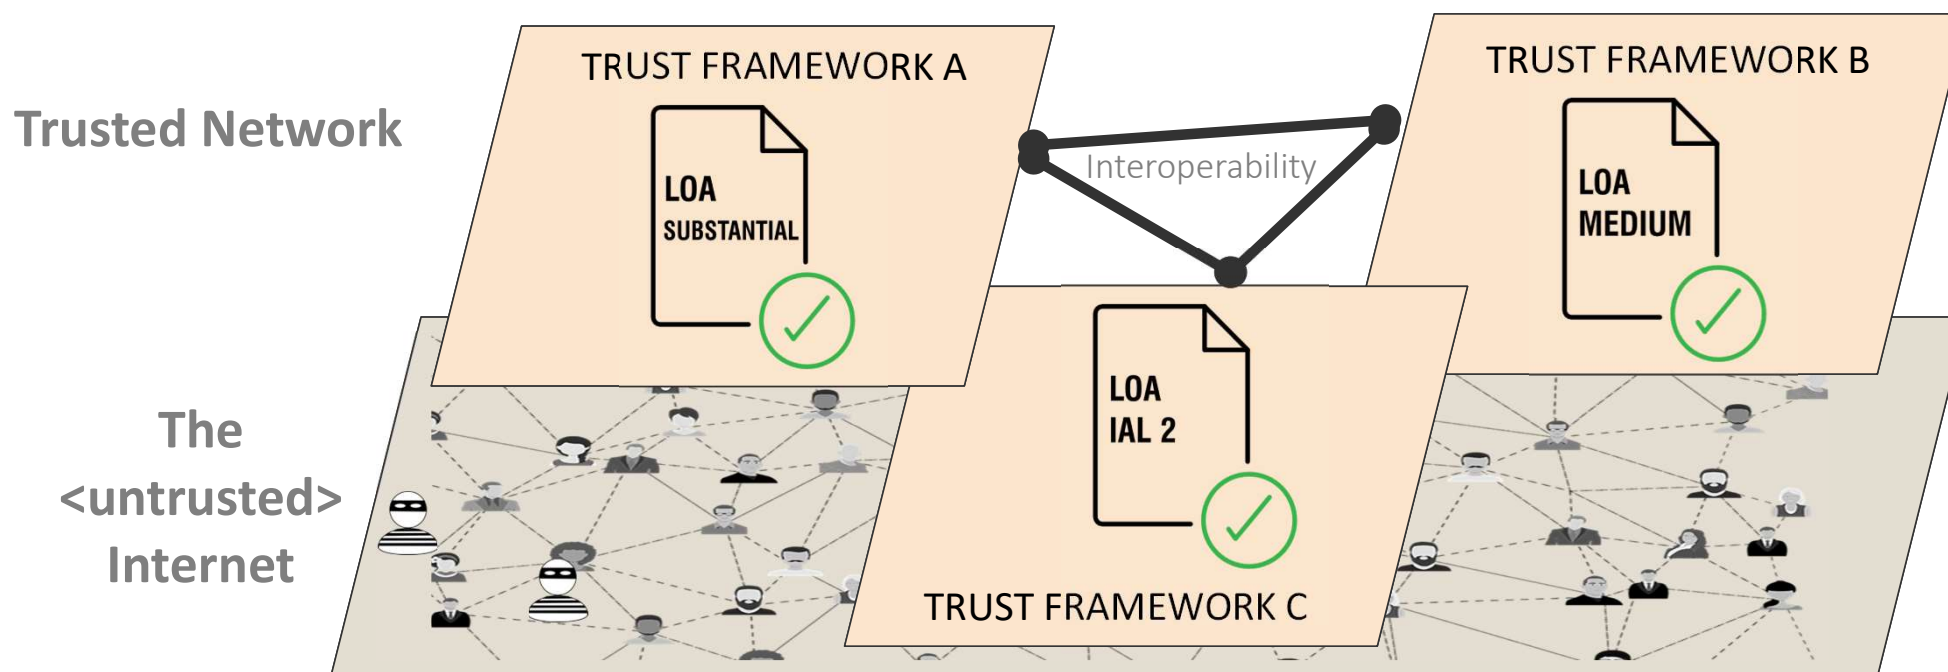 TRUST FRAMEWORK A
TRUST FRAMEWORK B
Trusted Network
Interoperability
LOA
SUBSTANTIAL
LOA
MEDIUM
LOA
IAL 2
The
<untrusted>
Internet
TRUST FRAMEWORK C